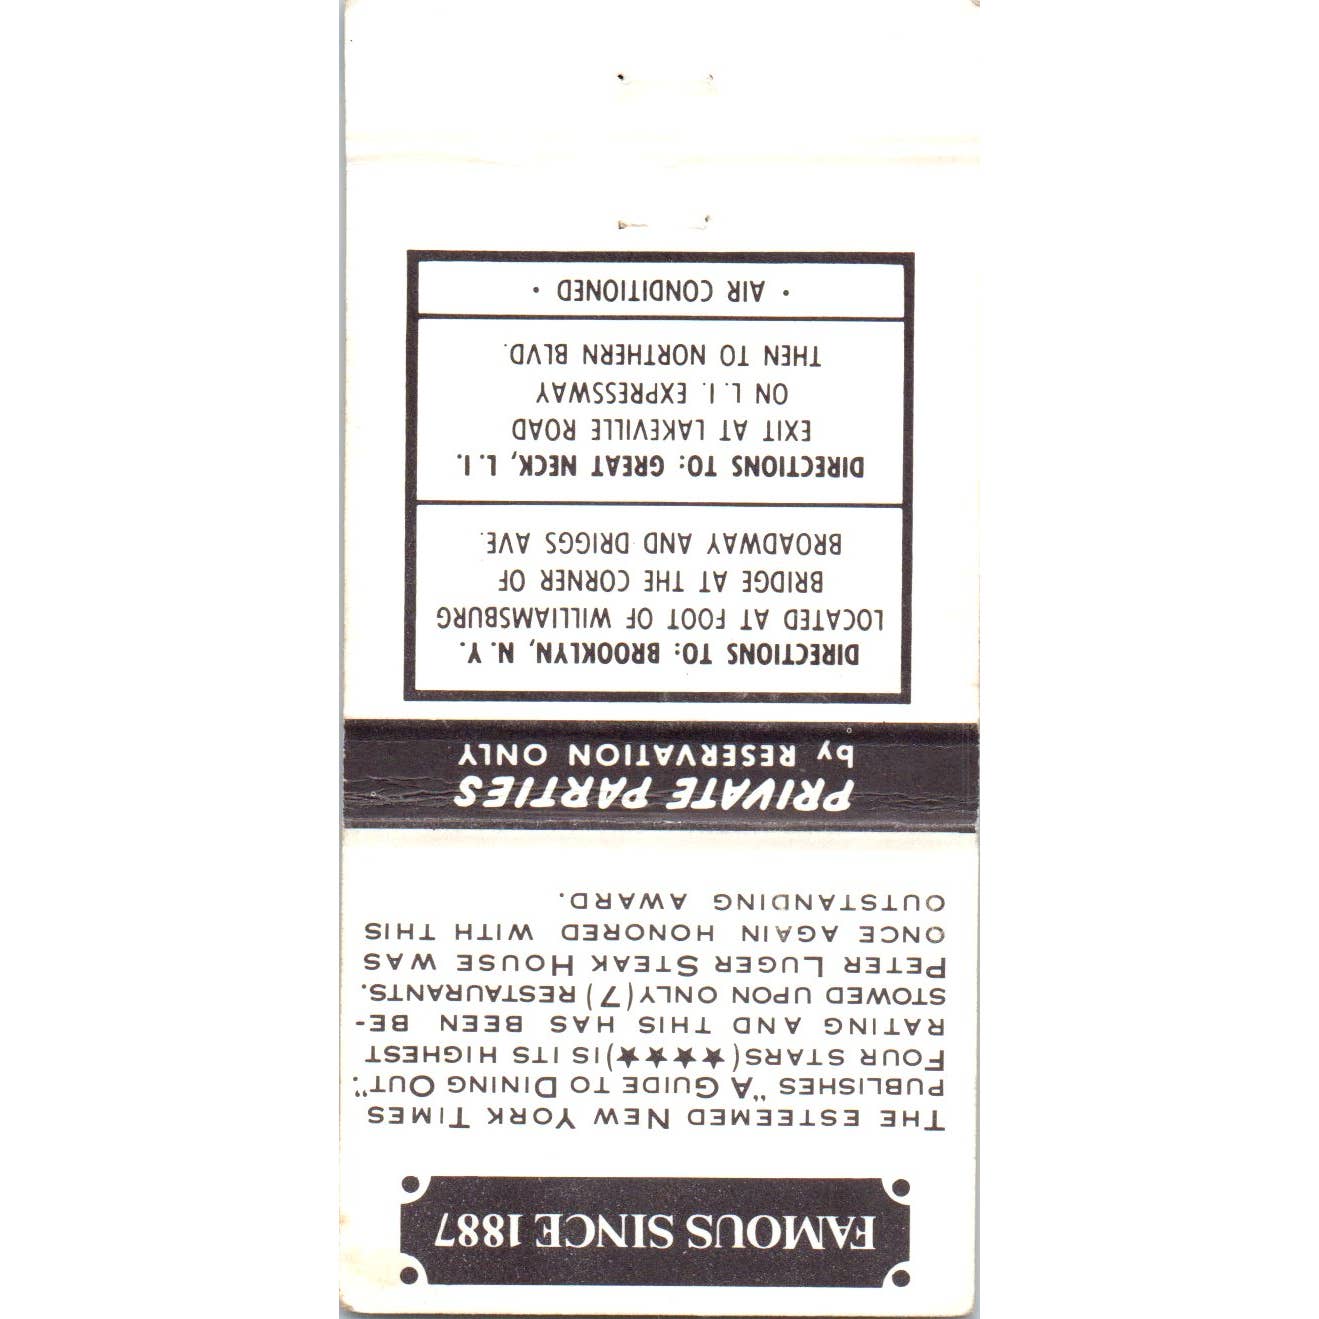 FAMOUS SINCE 1887
THE ESTEEMED NEW YORK TIMES
PUBLISHES "A GUIDE TO DINING OUT".
FOUR STARS (★★★★) IS ITS HIGHEST
RATING AND THIS HAS BEEN BE-
STOWED UPON ONLY (7) RESTAURANTS.
PETER LUGER STEAK HOUSE WAS
ONCE AGAIN HONORED WITH THIS
OUTSTANDING AWARD.
PRIVATE PARTIES
by RESERVATION ONLY
DIRECTIONS TO: BROOKLYN, N.Y.
LOCATED AT FOOT OF WILLIAMSBURG
BRIDGE AT THE CORNER OF
BROADWAY AND DRIGGS AVE.
DIRECTIONS TO: GREAT NECK, L.I.
EXIT AT LAKEVILLE ROAD
ON L.I. EXPRESSWAY
THEN TO NORTHERN BLVD.
• AIR CONDITIONED •